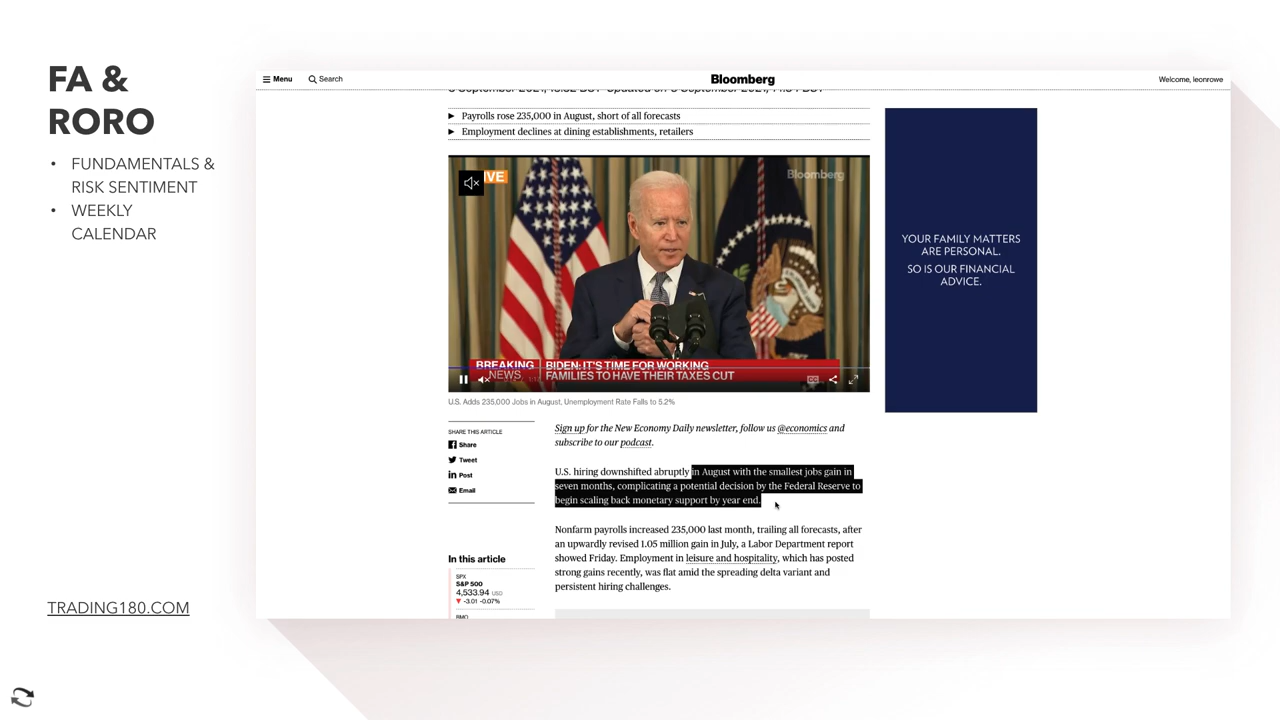 FA &
RORO
• FUNDAMENTALS &
RISK SENTIMENT
• WEEKLY
CALENDAR
TRADING180.COM
Menu
Search
Bloomberg
Welcome, leonrowe
Payrolls rose 235,000 in August, short of all forecasts
Employment declines at dining establishments, retailers
Bloomberg
BREAKING
NEWS
BIDEN: IT'S TIME FOR WORKING
FAMILIES TO HAVE THEIR TAXES CUT
U.S. Adds 235,000 Jobs in August, Unemployment Rate Falls to 5.2%
SHARE THIS ARTICLE
Share
Tweet
Post
Email
In this article
SPX
S&P 500
4,533.94 USD
▼ -3.01 -0.07%
Sign up for the New Economy Daily newsletter, follow us @economics and
subscribe to our podcast.
U.S. hiring downshifted abruptly in August with the smallest jobs gain in
seven months, complicating a potential decision by the Federal Reserve to
begin scaling back monetary support by year end.
Nonfarm payrolls increased 235,000 last month, trailing all forecasts, after
an upwardly revised 1.05 million gain in July, a Labor Department report
showed Friday. Employment in leisure and hospitality, which has posted
strong gains recently, was flat amid the spreading delta variant and
persistent hiring challenges.
YOUR FAMILY MATTERS
ARE PERSONAL.
SO IS OUR FINANCIAL
ADVICE.